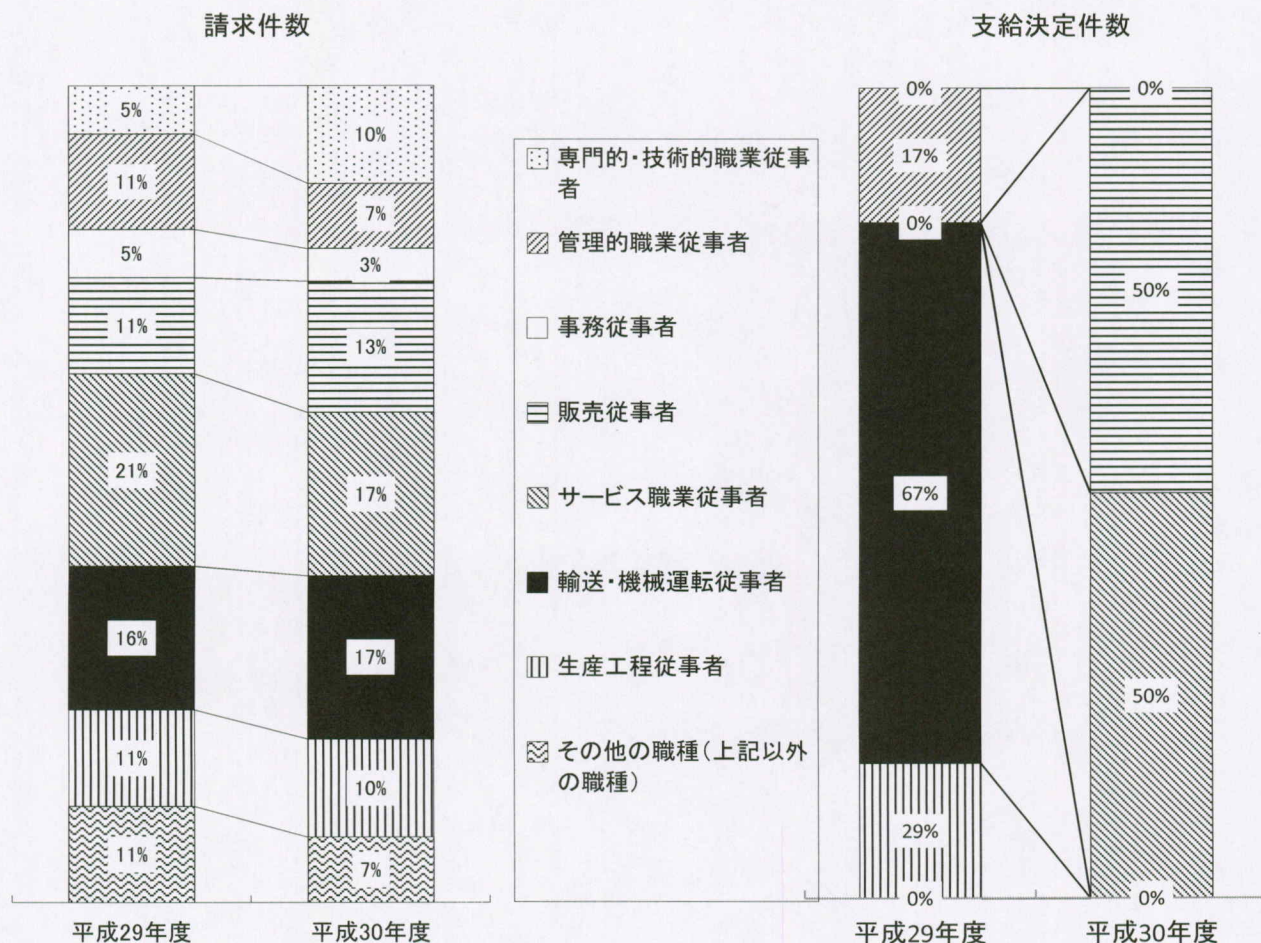 請求件数
5%
11%
5%
11%
21%
16%
11%
11%
平成29年度
10%
7%
3%
13%
17%
17%
10%
7%
平成30年度
専門的・技術的職業従事
者
管理的職業従事者
事務従事者
販売従事者
サービス職業従事者
輸送・機械運転従事者
生産工程従事者
その他の職種(上記以外
の職種)
支給決定件数
0%
17%
0%
67%
29%
0%
平成29年度
0%
50%
50%
0%
平成30年度